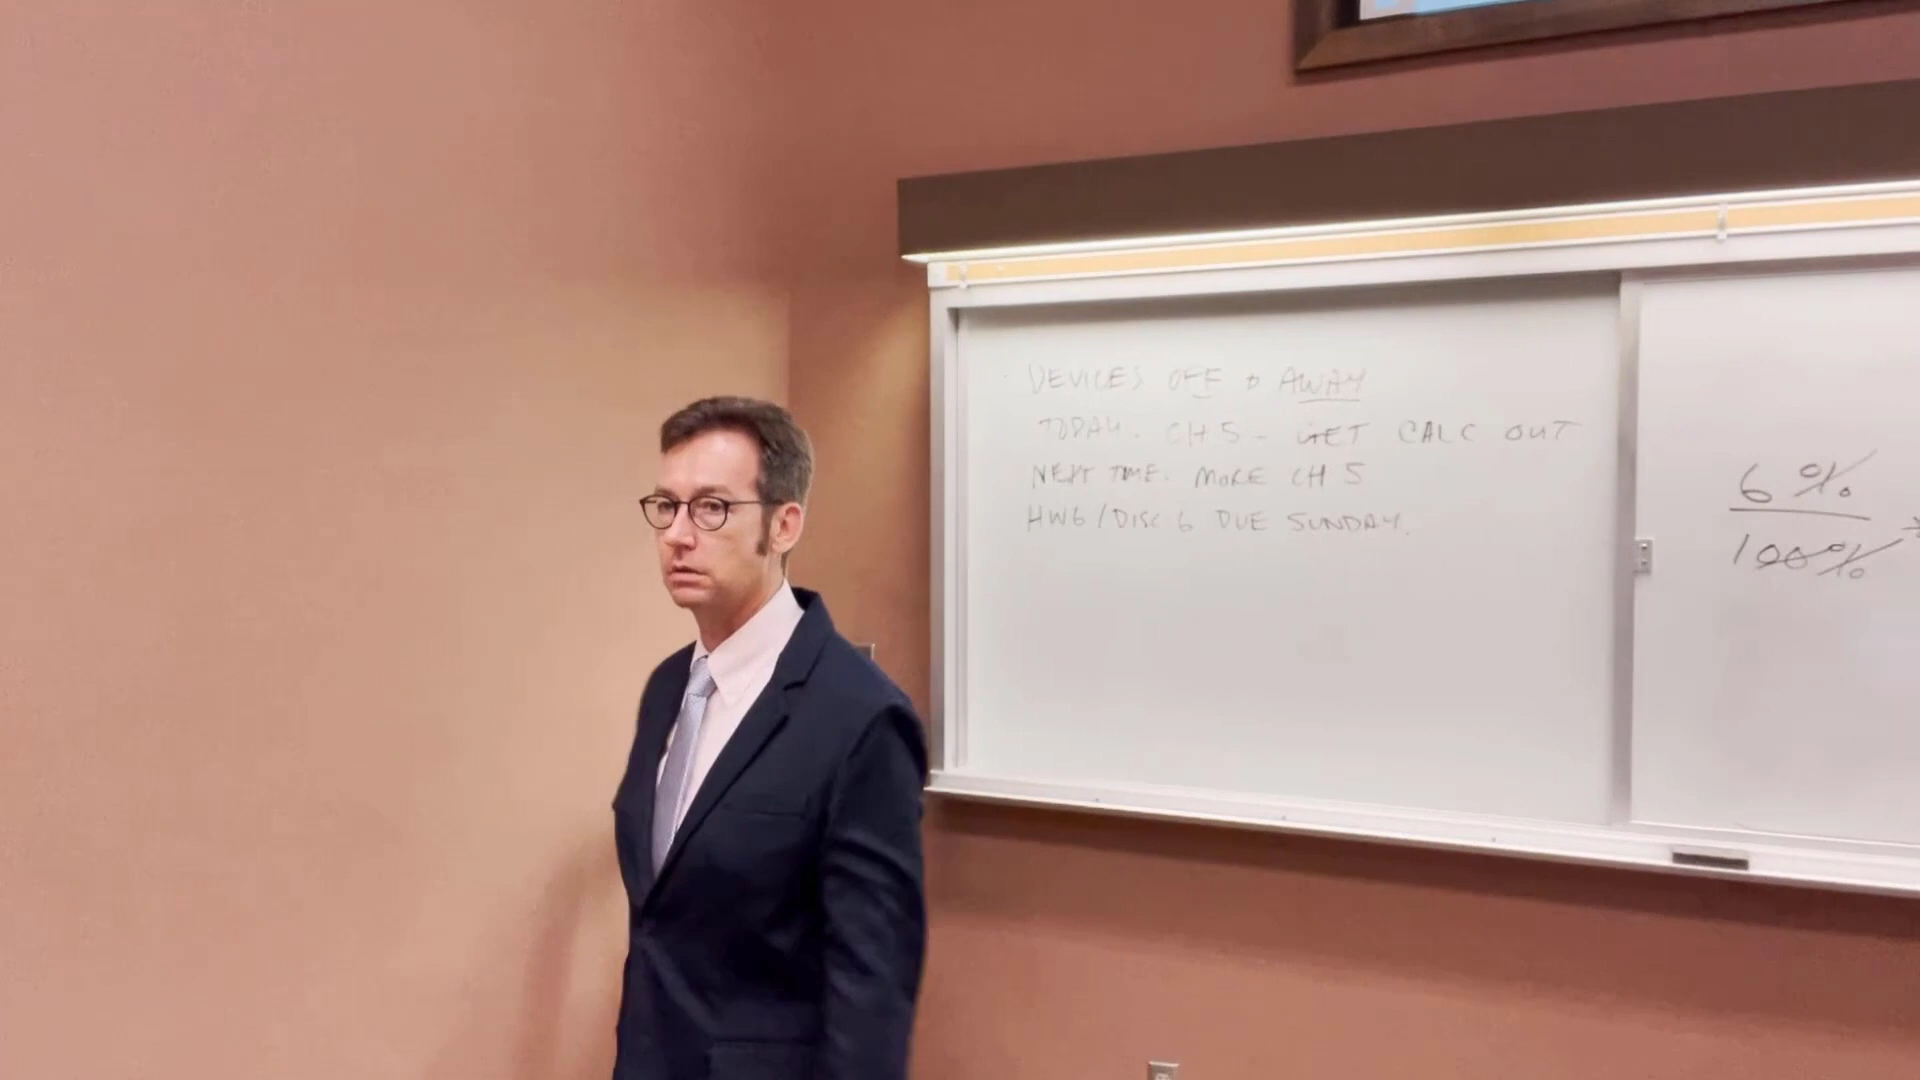 DEVICES OFF & AWAY
TODAY. CH 5 - GET CALC OUT
NEXT TIME. MORE CH 5
HW6/DISC 6 DUE SUNDAY.
6%
100%